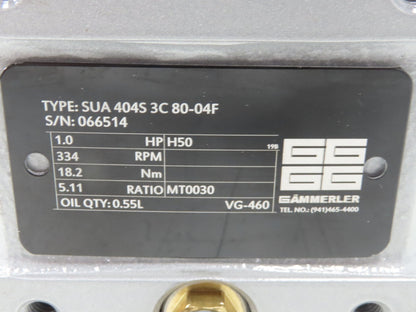 TYPE: SUA 404S 3C 80-04F
S/N: 066514
1.0 HP H50
19B
334 RPM
18.2 Nm
5.11 RATIO MT0030
OIL QTY: 0.55L VG-460
GÄMMERLER
TEL. NO.: (941)465-4400